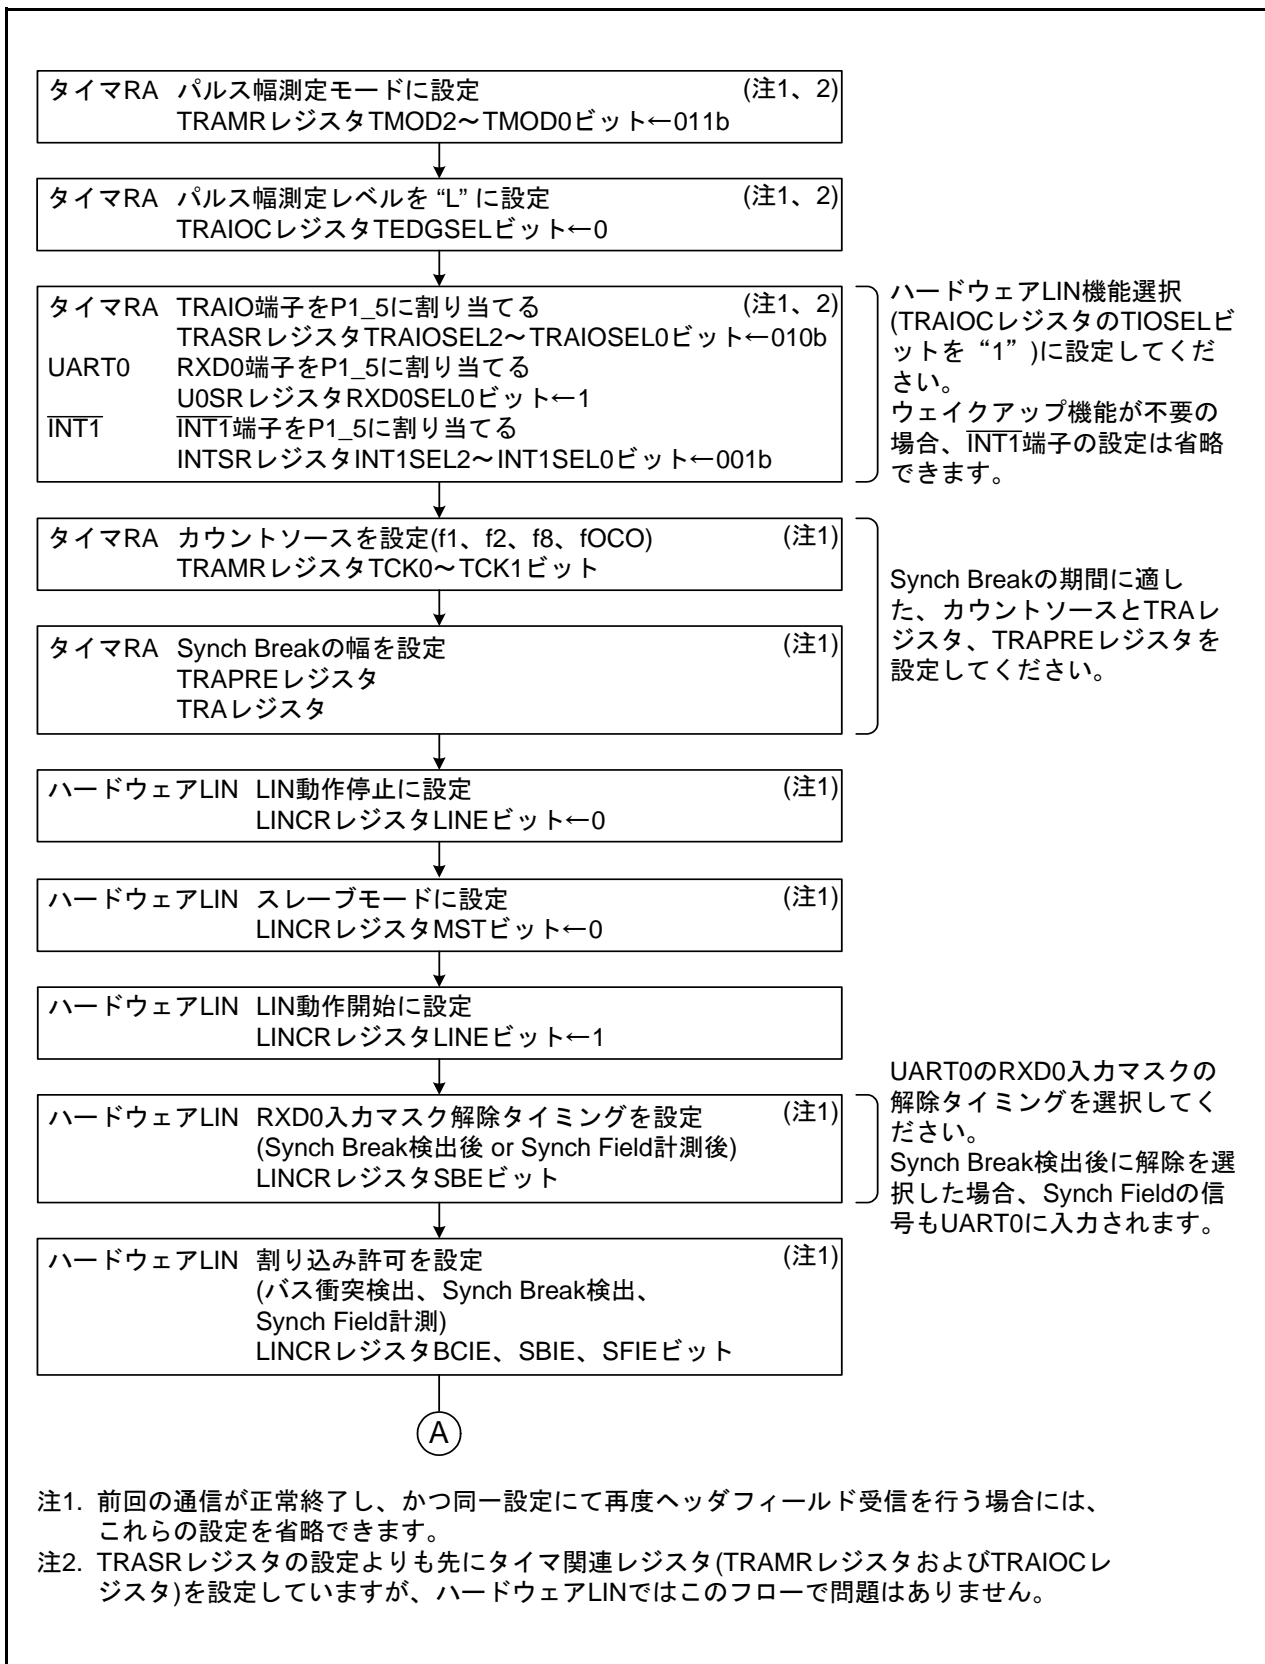 タイマRA パルス幅測定モードに設定 (注1、2)
TRAMRレジスタTMOD2～TMOD0ビット←011b
タイマRA パルス幅測定レベルを “L” に設定 (注1、2)
TRAIOCレジスタTEDGSELビット←0
タイマRA TRAIO端子をP1_5に割り当てる (注1、2)
TRASRレジスタTRAIOSEL2～TRAIOSEL0ビット←010b
UART0 RXD0端子をP1_5に割り当てる
U0SRレジスタRXD0SEL0ビット←1
INT1 INT1端子をP1_5に割り当てる
INTSRレジスタINT1SEL2～INT1SEL0ビット←001b
ハードウェアLIN機能選択
(TRAIOCレジスタのTIOSELビ
ットを “1” )に設定してくだ
さい。
ウェイクアップ機能が不要の
場合、INT1端子の設定は省略
できます。
タイマRA カウントソースを設定(f1、f2、f8、fOCO) (注1)
TRAMRレジスタTCK0～TCK1ビット
タイマRA Synch Breakの幅を設定 (注1)
TRAPREレジスタ
TRAレジスタ
Synch Breakの期間に適し
た、カウントソースとTRAレ
ジスタ、TRAPREレジスタを
設定してください。
ハードウェアLIN LIN動作停止に設定 (注1)
LINCRレジスタLINEビット←0
ハードウェアLIN スレーブモードに設定 (注1)
LINCRレジスタMSTビット←0
ハードウェアLIN LIN動作開始に設定
LINCRレジスタLINEビット←1
ハードウェアLIN RXD0入力マスク解除タイミングを設定 (注1)
(Synch Break検出後 or Synch Field計測後)
LINCRレジスタSBEビット
UART0のRXD0入力マスクの
解除タイミングを選択してく
ださい。
Synch Break検出後に解除を選
択した場合、Synch Fieldの信
号もUART0に入力されます。
ハードウェアLIN 割り込み許可を設定 (注1)
(バス衝突検出、Synch Break検出、
Synch Field計測)
LINCRレジスタBCIE、SBIE、SFIEビット
A
注1. 前回の通信が正常終了し、かつ同一設定にて再度ヘッダフィールド受信を行う場合には、
これらの設定を省略できます。
注2. TRASRレジスタの設定よりも先にタイマ関連レジスタ(TRAMRレジスタおよびTRAIOCレ
ジスタ)を設定していますが、ハードウェアLINではこのフローで問題はありません。